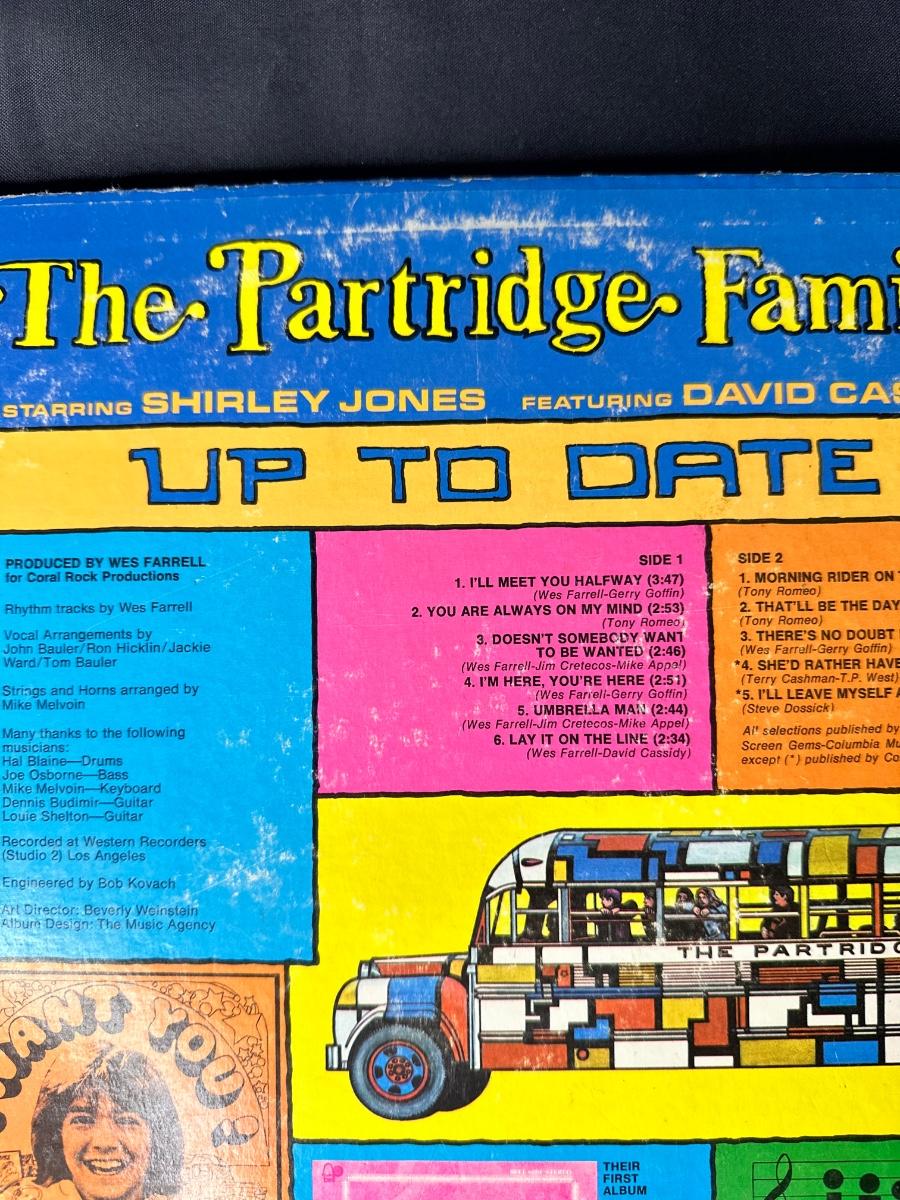 The Partridge Fami
STARRING SHIRLEY JONES FEATURING DAVID CAS
UP TO DATE
PRODUCED BY WES FARRELL
for Coral Rock Productions
Rhythm tracks by Wes Farrell
Vocal Arrangements by
John Bauler/Ron Hicklin/Jackie
Ward/Tom Bauler
Strings and Horns arranged by
Mike Melvoin
Many thanks to the following
musicians:
Hal Blaine—Drums
Joe Osborne—Bass
Mike Melvoin—Keyboard
Dennis Budimir—Guitar
Louie Shelton—Guitar
Recorded at Western Recorders
(Studio 2) Los Angeles
Engineered by Bob Kovach
Art Director: Beverly Weinstein
Album Design: The Music Agency
SIDE 1
1. I'LL MEET YOU HALFWAY (3:47)
(Wes Farrell-Gerry Goffin)
2. YOU ARE ALWAYS ON MY MIND (2:53)
(Tony Romeo)
3. DOESN'T SOMEBODY WANT
TO BE WANTED (2:46)
(Wes Farrell-Jim Cretecos-Mike Appel)
4. I'M HERE, YOU'RE HERE (2:51)
(Wes Farrell-Gerry Goffin)
5. UMBRELLA MAN (2:44)
(Wes Farrell-Jim Cretecos-Mike Appel)
6. LAY IT ON THE LINE (2:34)
(Wes Farrell-David Cassidy)
SIDE 2
1. MORNING RIDER ON
(Tony Romeo)
2. THAT'LL BE THE DAY
(Tony Romeo)
3. THERE'S NO DOUBT
(Wes Farrell-Gerry Goffin)
*4. SHE'D RATHER HAVE
(Terry Cashman-T.P. West)
*5. I'LL LEAVE MYSELF
(Steve Dossick)
All selections published by
Screen Gems-Columbia Mu
except (*) published by Co
THE PARTRIDG
WANT YOU
THEIR
FIRST
ALBUM